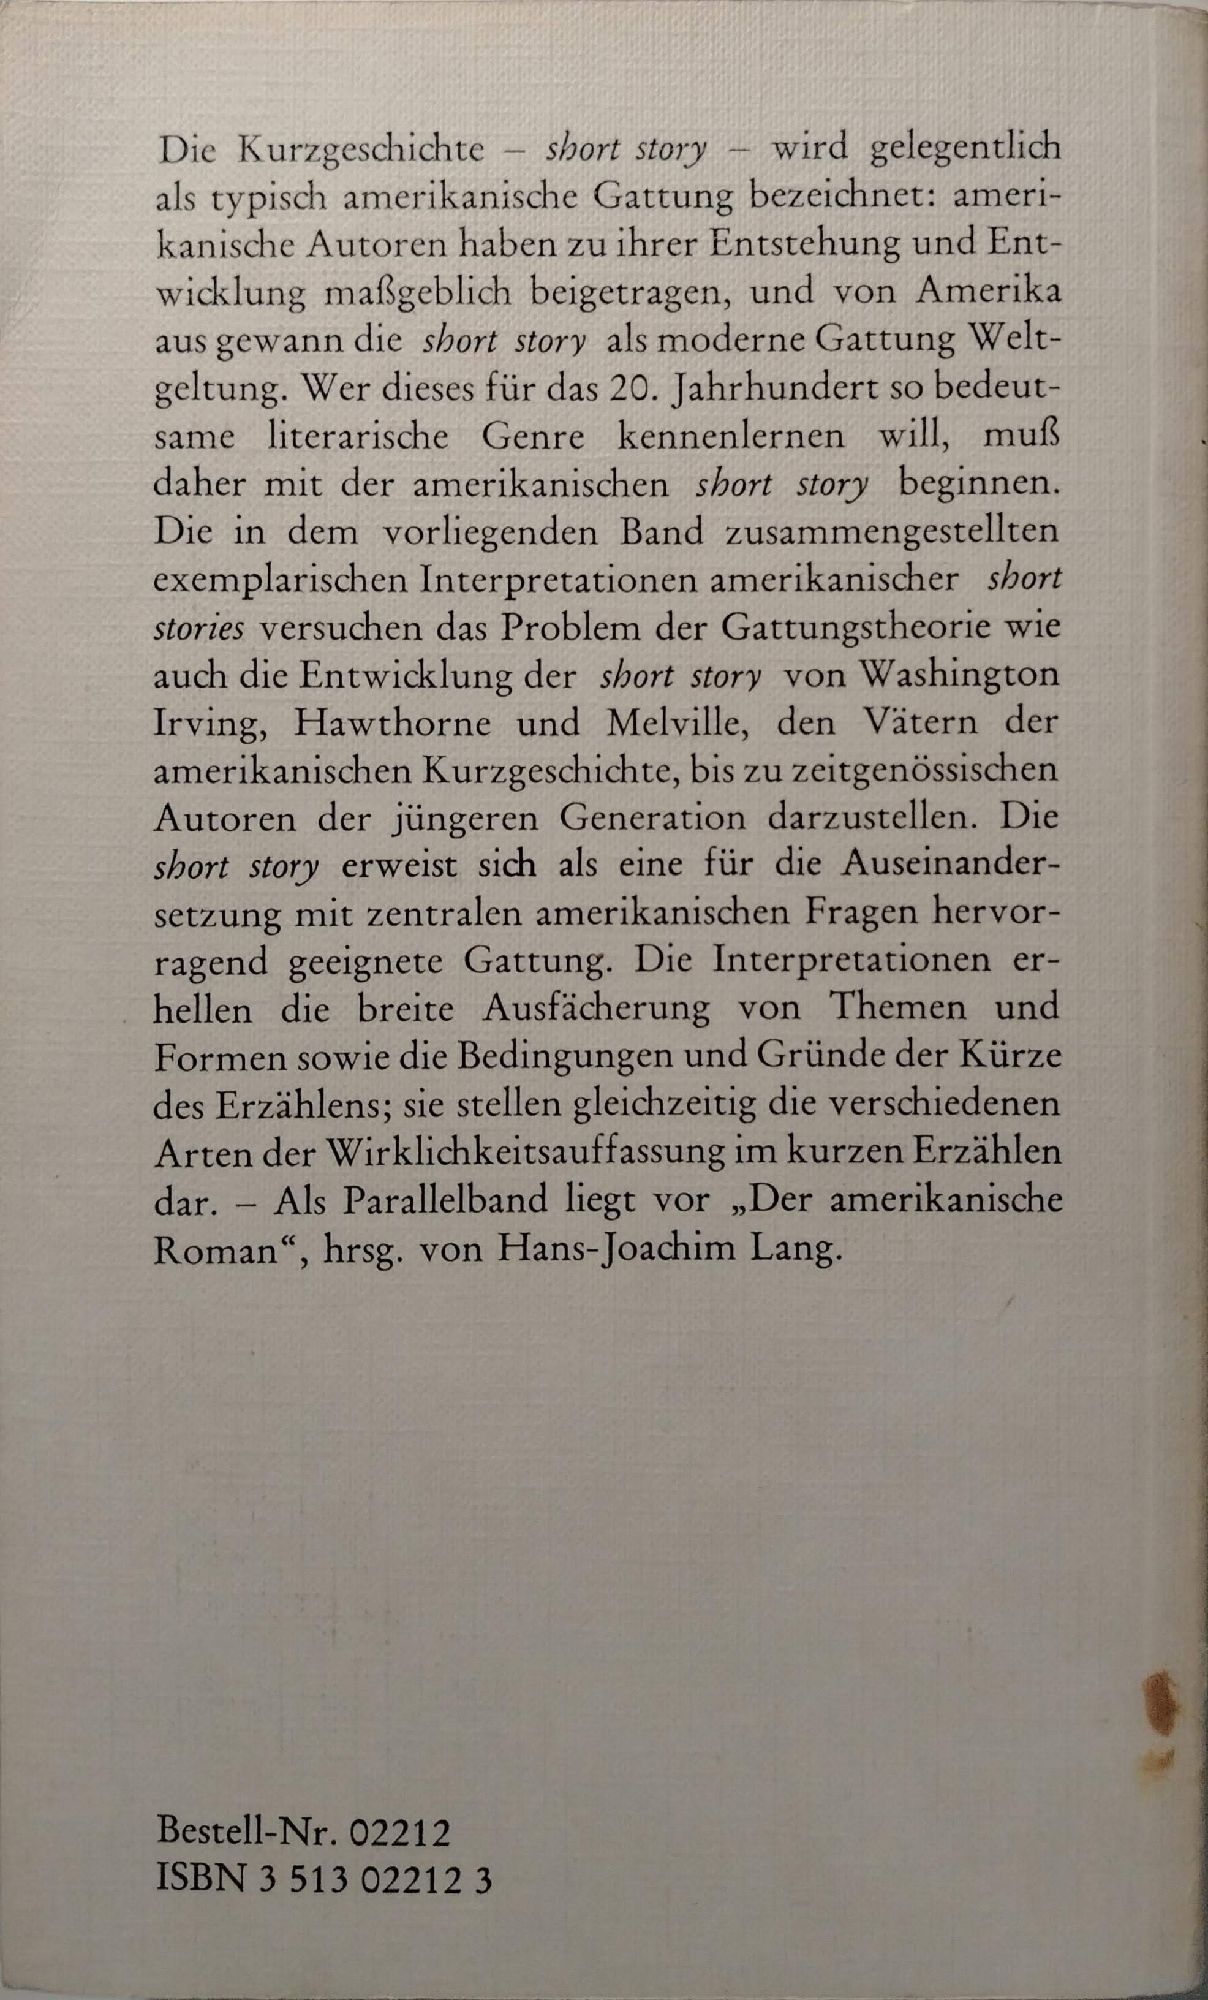 Die Kurzgeschichte – short story – wird gelegentlich
als typisch amerikanische Gattung bezeichnet: ameri-
kanische Autoren haben zu ihrer Entstehung und Ent-
wicklung maßgeblich beigetragen, und von Amerika
aus gewann die short story als moderne Gattung Welt-
geltung. Wer dieses für das 20. Jahrhundert so bedeut-
same literarische Genre kennenlernen will, muß
daher mit der amerikanischen short story beginnen.
Die in dem vorliegenden Band zusammengestellten
exemplarischen Interpretationen amerikanischer short
stories versuchen das Problem der Gattungstheorie wie
auch die Entwicklung der short story von Washington
Irving, Hawthorne und Melville, den Vätern der
amerikanischen Kurzgeschichte, bis zu zeitgenössischen
Autoren der jüngeren Generation darzustellen. Die
short story erweist sich als eine für die Auseinander-
setzung mit zentralen amerikanischen Fragen hervor-
ragend geeignete Gattung. Die Interpretationen er-
hellen die breite Ausfächerung von Themen und
Formen sowie die Bedingungen und Gründe der Kürze
des Erzählens; sie stellen gleichzeitig die verschiedenen
Arten der Wirklichkeitsauffassung im kurzen Erzählen
dar. – Als Parallelband liegt vor „Der amerikanische
Roman“, hrsg. von Hans-Joachim Lang.
Bestell-Nr. 02212
ISBN 3 513 02212 3